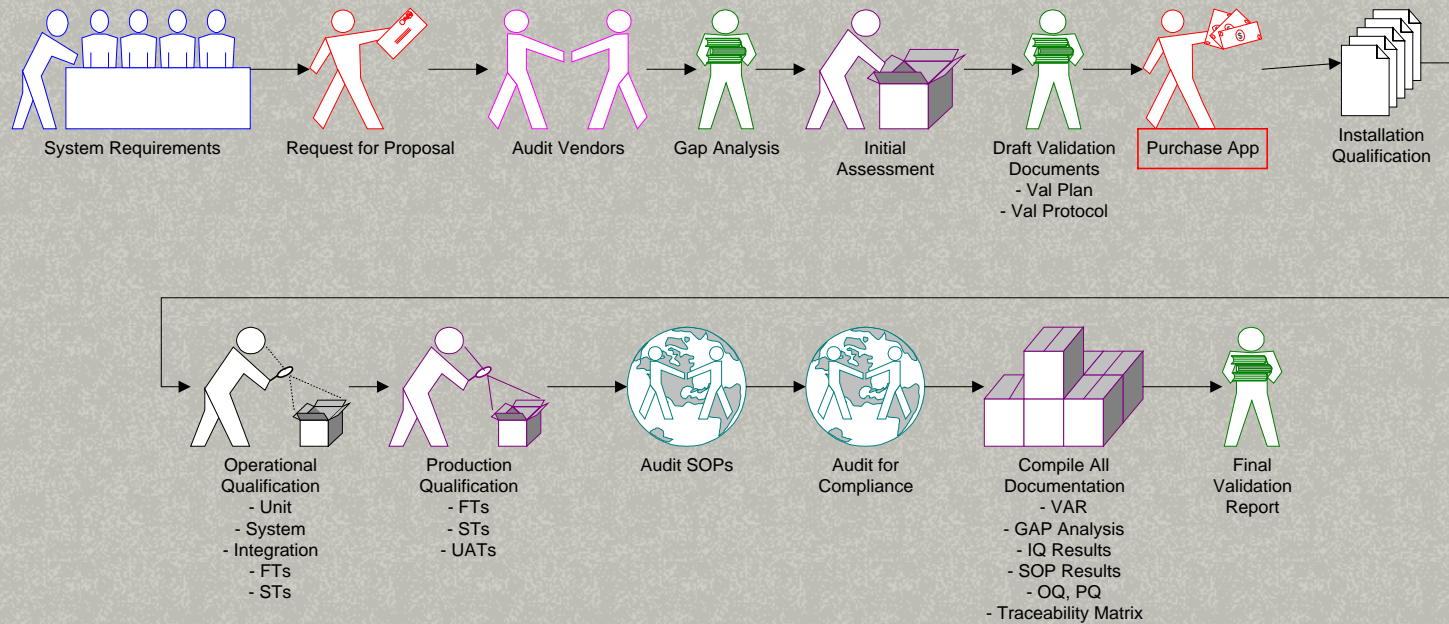 System Requirements
Request for Proposal
Audit Vendors
Gap Analysis
Initial
Assessment
Draft Validation
Documents
- Val Plan
- Val Protocol
Purchase App
Installation
Qualification
Operational
Qualification
- Unit
- System
- Integration
- FTs
- STs
Production
Qualification
- FTs
- STs
- UATs
Audit SOPs
Audit for
Compliance
Compile All
Documentation
- VAR
- GAP Analysis
- IQ Results
- SOP Results
- OQ, PQ
- Traceability Matrix
Final
Validation
Report